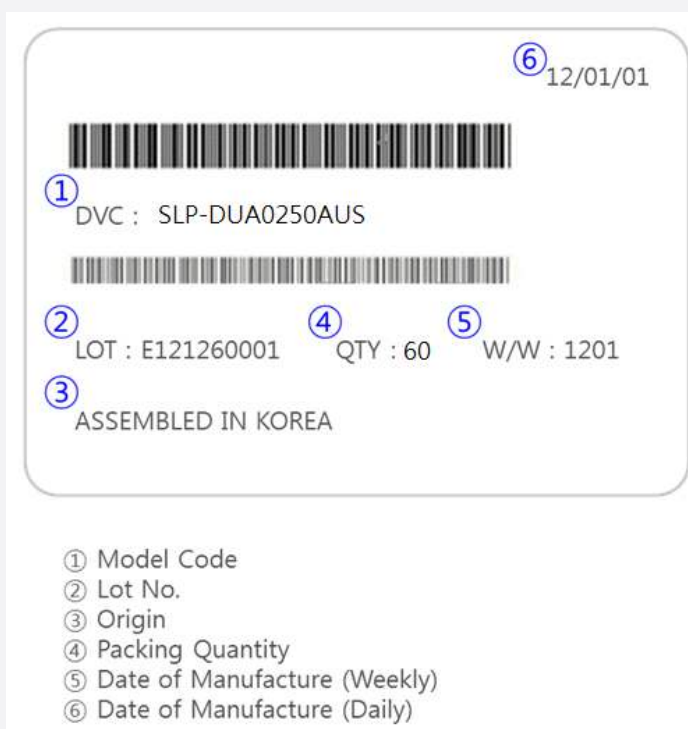 ⑥ 12/01/01
① DVC : SLP-DUA0250AUS
② LOT : E121260001 ④ QTY : 60 ⑤ W/W : 1201
③ ASSEMBLED IN KOREA
① Model Code
② Lot No.
③ Origin
④ Packing Quantity
⑤ Date of Manufacture (Weekly)
⑥ Date of Manufacture (Daily)